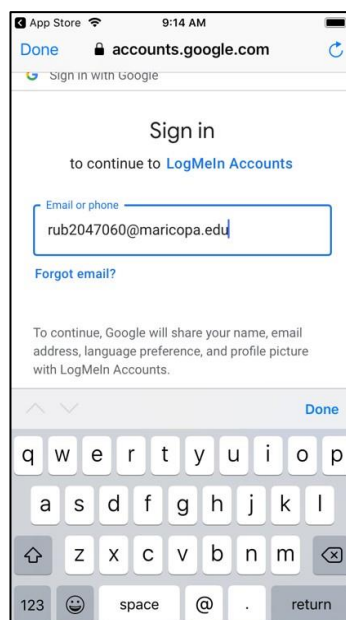 App Store 9:14 AM
Done accounts.google.com
Sign in with Google
Sign in
to continue to LogMeIn Accounts
Email or phone
rub2047060@maricopa.edu
Forgot email?
To continue, Google will share your name, email
address, language preference, and profile picture
with LogMeIn Accounts.
Done
q w e r t y u i o p
a s d f g h j k l
z x c v b n m
123 space @ . return